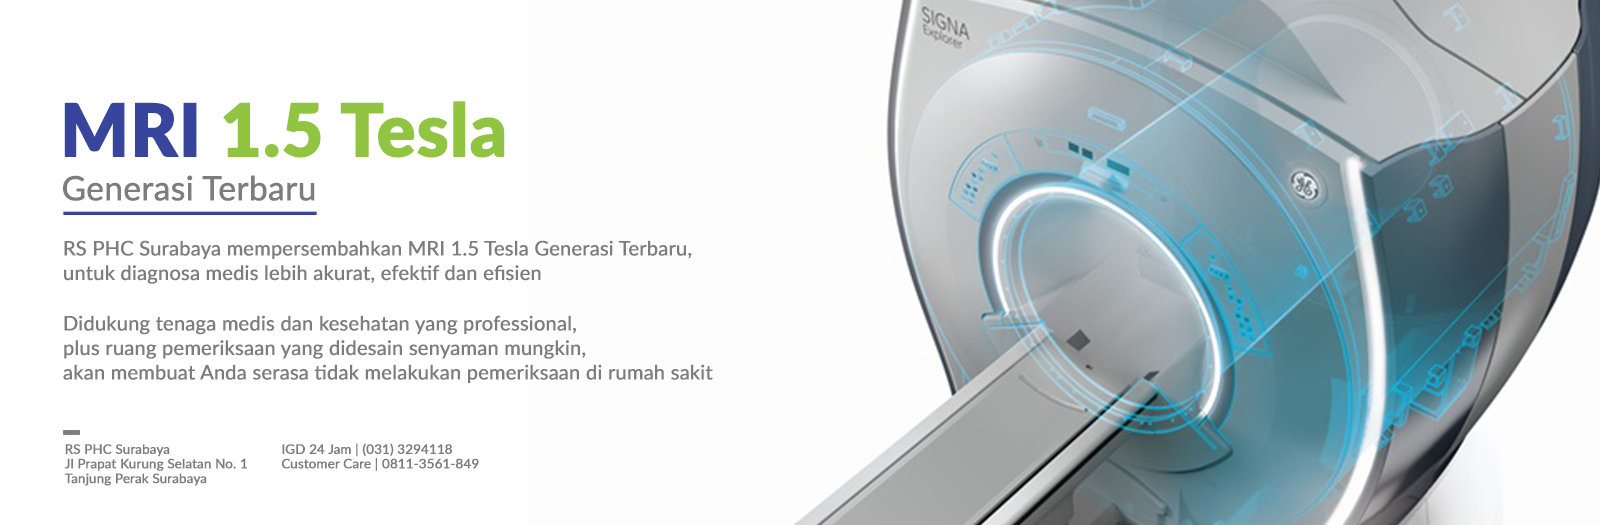 SIGNA
Explorer
MRI 1.5 Tesla
Generasi Terbaru
RS PHC Surabaya mempersembahkan MRI 1.5 Tesla Generasi Terbaru,
untuk diagnosa medis lebih akurat, efektif dan efisien
Didukung tenaga medis dan kesehatan yang professional,
plus ruang pemeriksaan yang didesain senyaman mungkin,
akan membuat Anda serasa tidak melakukan pemeriksaan di rumah sakit
RS PHC Surabaya
Jl Prapat Kurung Selatan No. 1
Tanjung Perak Surabaya
IGD 24 Jam | (031) 3294118
Customer Care | 0811-3561-849
GE